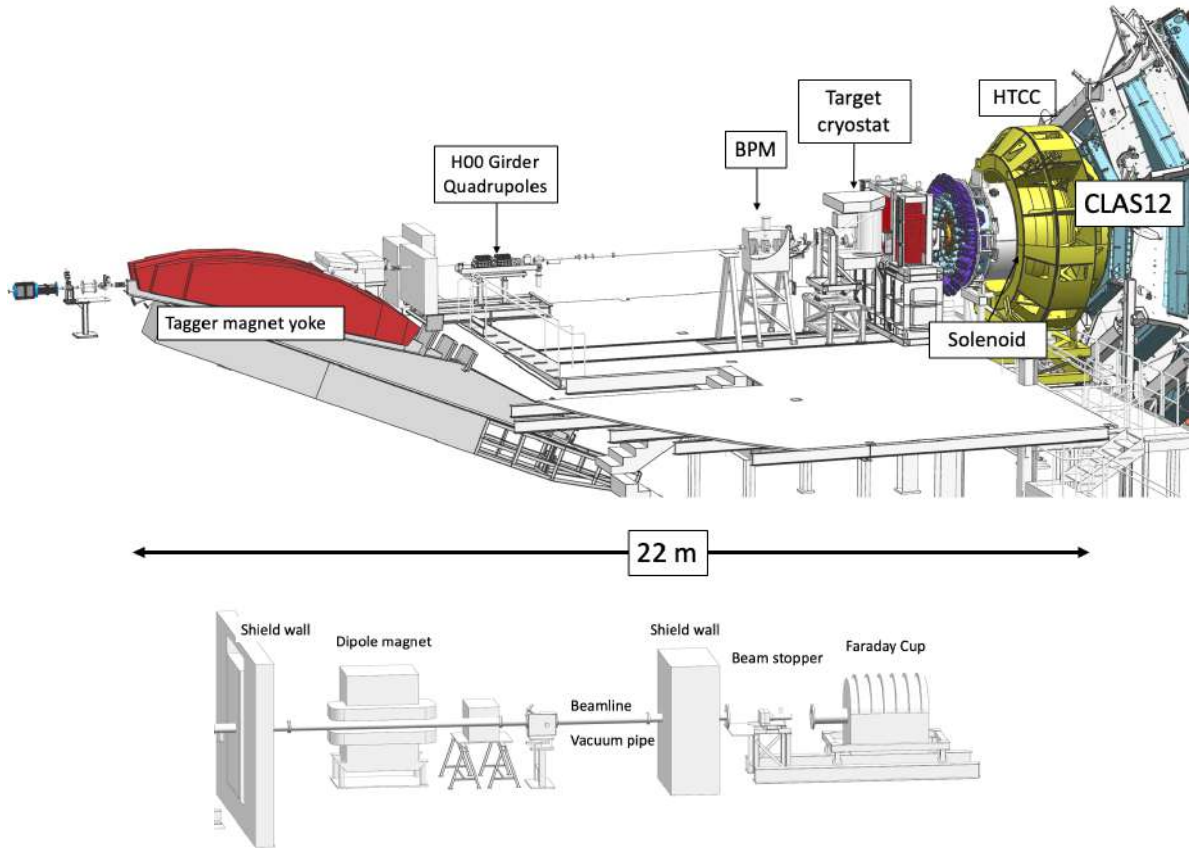 HTCC
Target
cryostat
BPM
H00 Girder
Quadrupoles
CLAS12
Tagger magnet yoke
Solenoid
22 m
Shield wall
Dipole magnet
Shield wall
Beam stopper
Faraday Cup
Beamline
Vacuum pipe